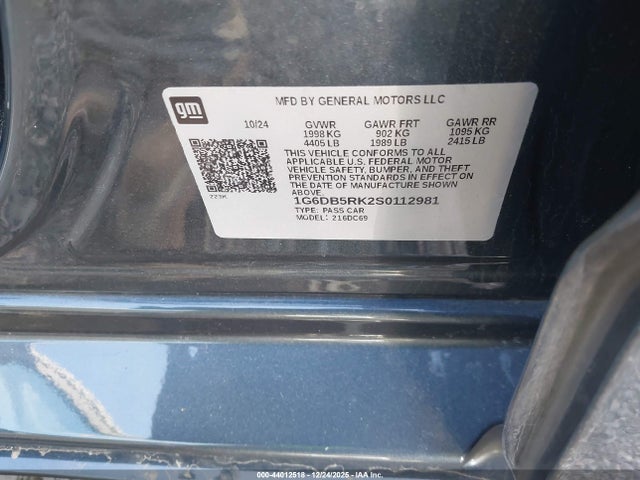 gm
MFD BY GENERAL MOTORS LLC
10/24 GVWR GAWR FRT GAWR RR
1998 KG 902 KG 1095 KG
4405 LB 1989 LB 2415 LB
THIS VEHICLE CONFORMS TO ALL
APPLICABLE U.S. FEDERAL MOTOR
VEHICLE SAFETY, BUMPER, AND THEFT
PREVENTION STANDARDS IN EFFECT ON
THE DATE OF MANUFACTURE SHOWN
ABOVE.
223K
1G6DB5RK2S0112981
TYPE: PASS CAR
MODEL: 216DC69
000-44012518 - 12/24/2025 - Copyright IAA, Inc.